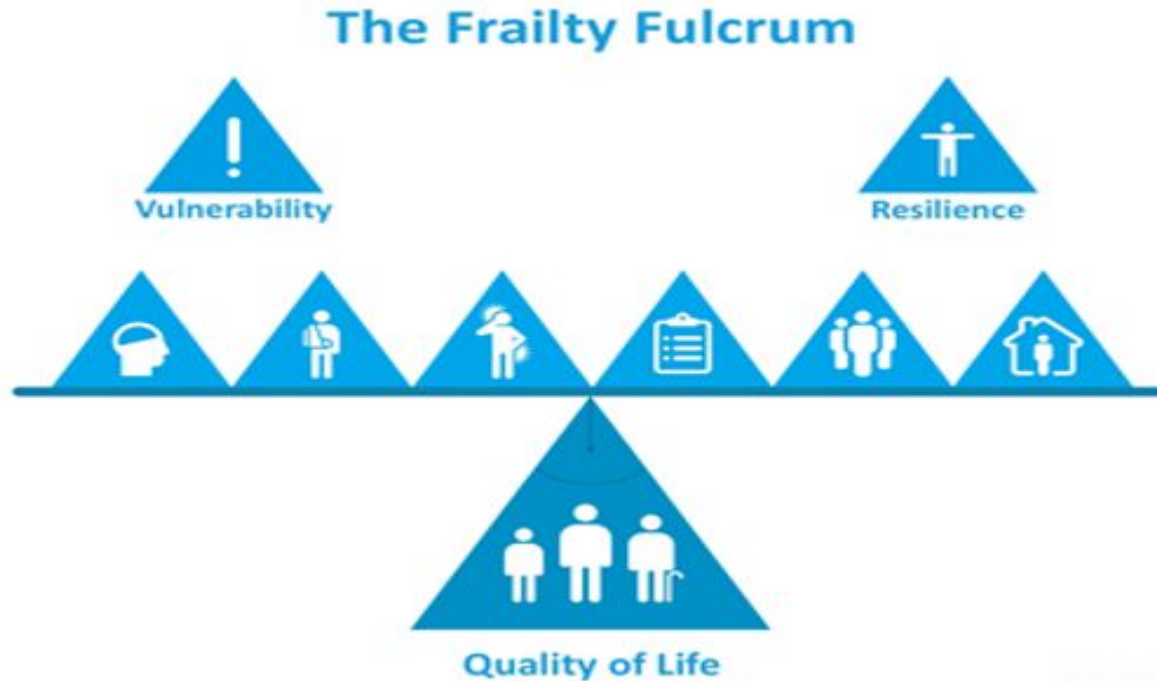 The Frailty Fulcrum
Vulnerability
Resilience
Quality of Life